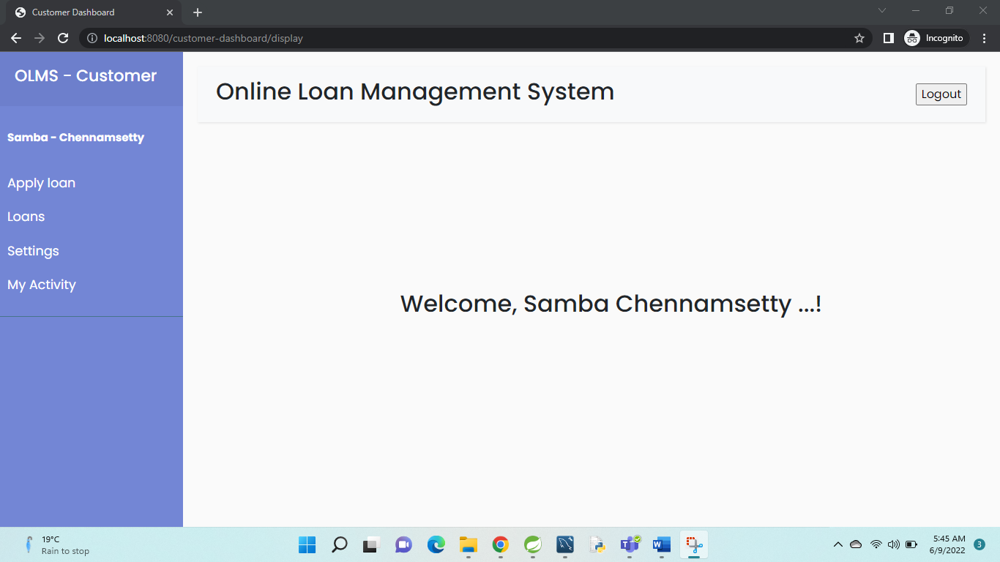 Customer Dashboard
localhost:8080/customer-dashboard/display
Incognito
OLMS - Customer
Online Loan Management System
Logout
Samba - Chennamsetty
Apply loan
Loans
Settings
My Activity
Welcome, Samba Chennamsetty ...!
19°C
Rain to stop
5:45 AM
6/9/2022
3